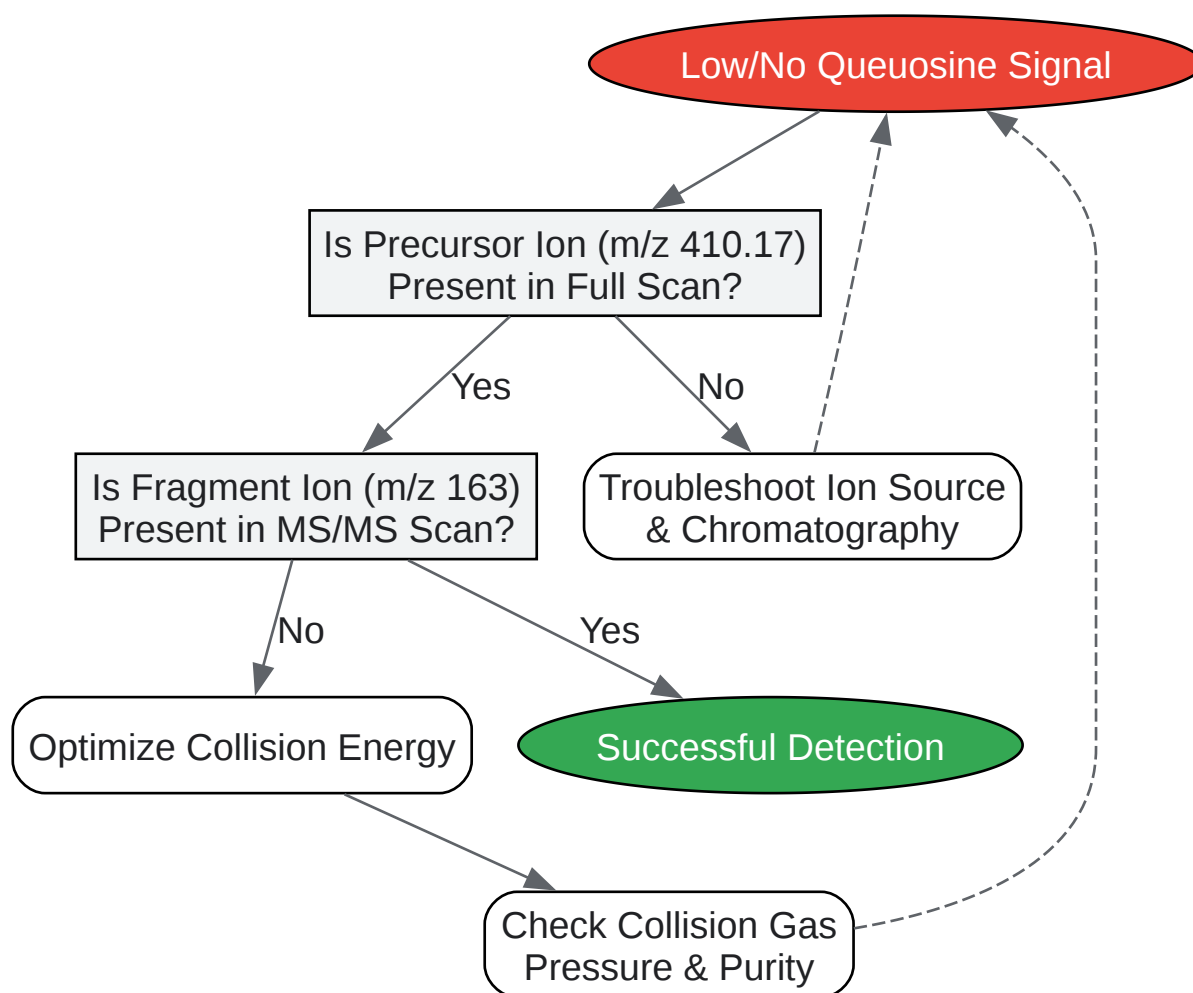 Low/No Queuosine Signal
Is Precursor Ion (m/z 410.17)
Present in Full Scan?
Yes
No
Is Fragment Ion (m/z 163)
Present in MS/MS Scan?
Troubleshoot Ion Source
& Chromatography
No
Yes
Optimize Collision Energy
Successful Detection
Check Collision Gas
Pressure & Purity